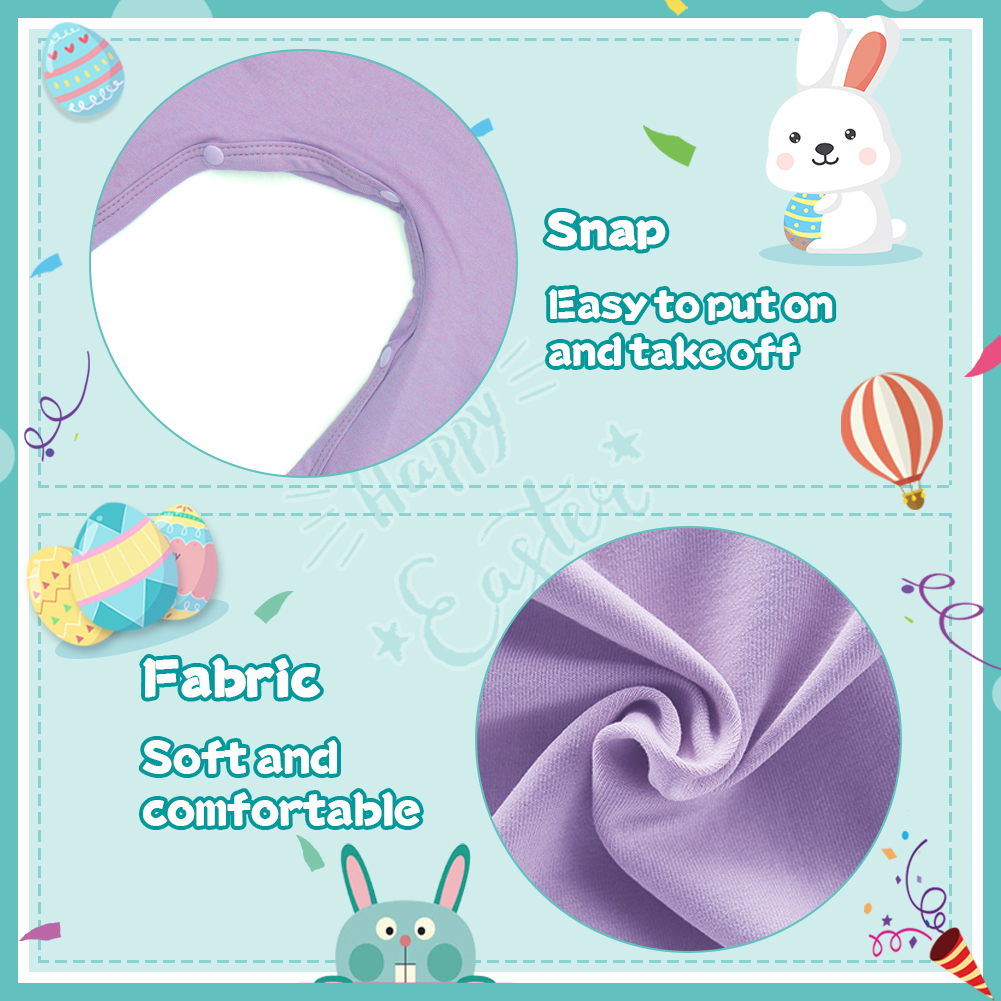 Snap
Easy to put on
and take off
Happy
Easter
Fabric
Soft and
comfortable